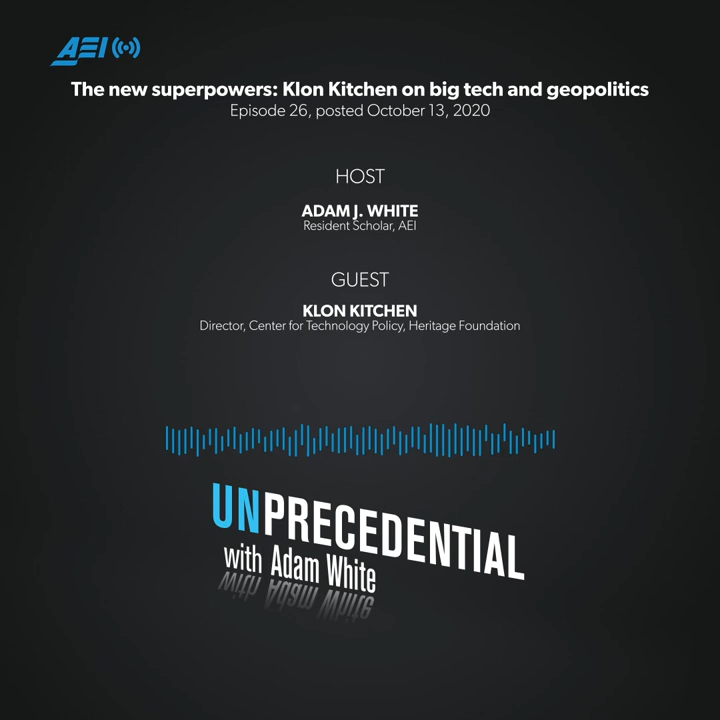 AEI
The new superpowers: Klon Kitchen on big tech and geopolitics
Episode 26, posted October 13, 2020
HOST
ADAM J. WHITE
Resident Scholar, AEI
GUEST
KLON KITCHEN
Director, Center for Technology Policy, Heritage Foundation
UNPRECEDENTIAL
with Adam White